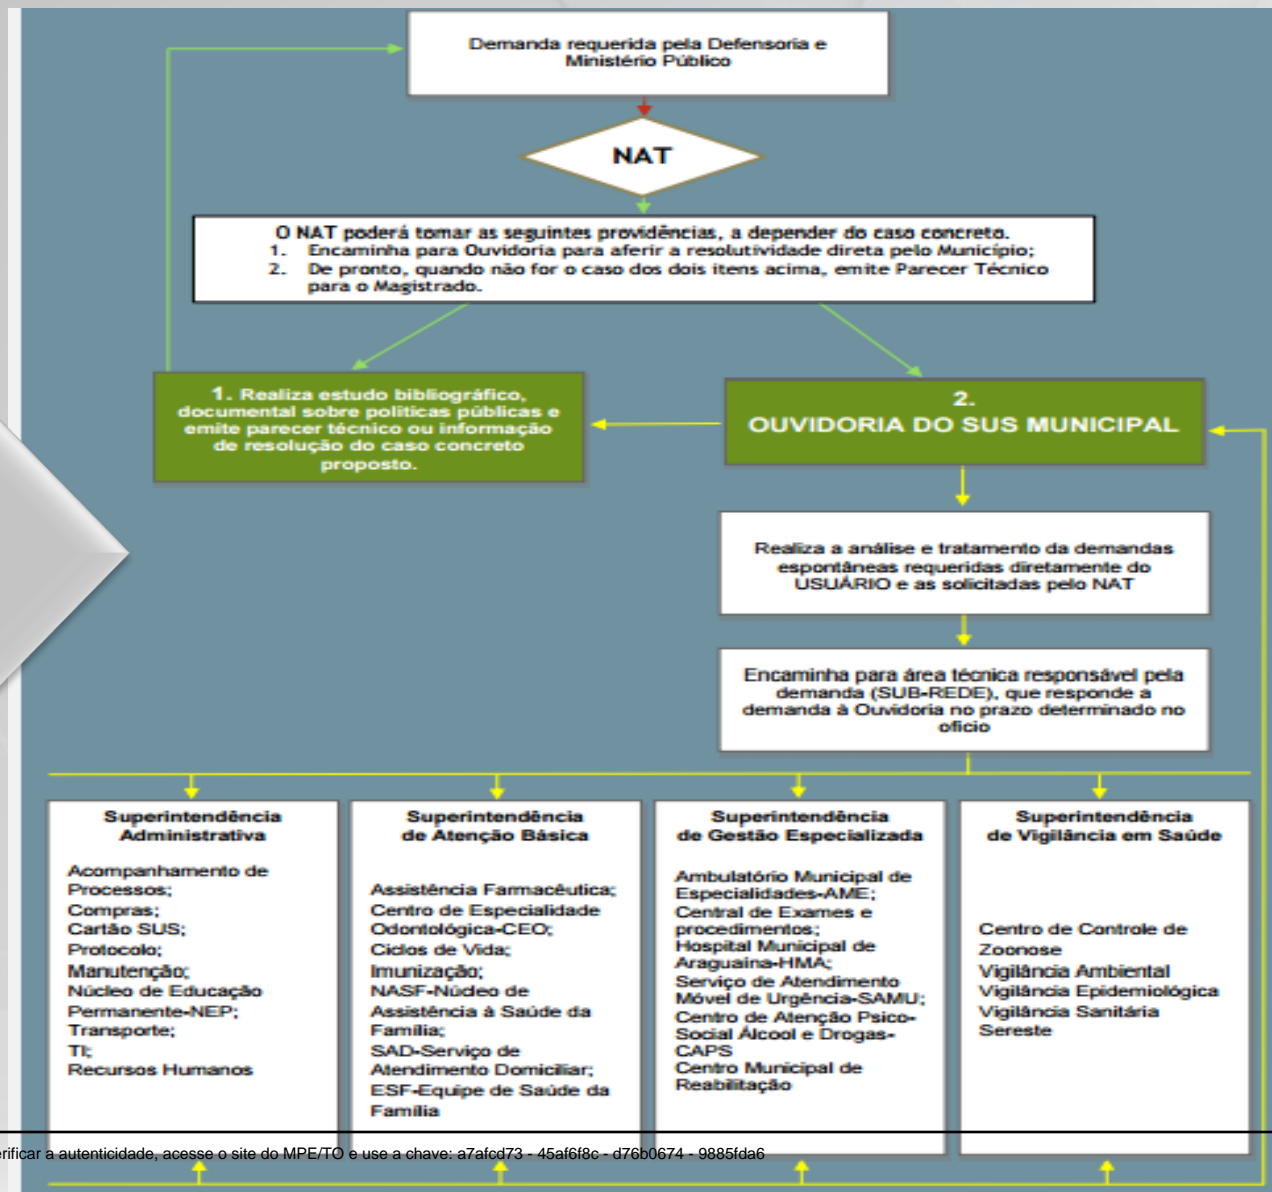 Demanda requerida pela Defensoria e
Ministério Público
NAT
O NAT poderá tomar as seguintes providências, a depender do caso concreto.
1. Encaminha para Ouvidoria para aferir a resolutividade direta pelo Município;
2. De pronto, quando não for o caso dos dois itens acima, emite Parecer Técnico
para o Magistrado.
1. Realiza estudo bibliográfico,
documental sobre políticas públicas e
emite parecer técnico ou informação
de resolução do caso concreto
proposto.
2.
OUVIDORIA DO SUS MUNICIPAL
Realiza a análise e tratamento da demandas
espontâneas requeridas diretamente do
USUÁRIO e as solicitadas pelo NAT
Encaminha para área técnica responsável pela
demanda (SUB-REDE), que responde a
demanda à Ouvidoria no prazo determinado no
oficio
Superintendência
Administrativa
Acompanhamento de
Processos;
Compras;
Cartão SUS;
Protocolo;
Manutenção;
Núcleo de Educação
Permanente-NEP;
Transporte;
TI;
Recursos Humanos
Superintendência
de Atenção Básica
Assistência Farmacêutica;
Centro de Especialidade
Odontológica-CEO;
Ciclos de Vida;
Imunização;
NASF-Núcleo de
Assistência à Saúde da
Família;
SAD-Serviço de
Atendimento Domiciliar;
ESF-Equipe de Saúde da
Família
Superintendência
de Gestão Especializada
Ambulatório Municipal de
Especialidades-AME;
Central de Exames e
procedimentos;
Hospital Municipal de
Araguaína-HMA;
Serviço de Atendimento
Móvel de Urgência-SAMU;
Centro de Atenção Psico-
Social Álcool e Drogas-
CAPS
Centro Municipal de
Reabilitação
Superintendência
de Vigilância em Saúde
Centro de Controle de
Zoonose
Vigilância Ambiental
Vigilância Epidemiológica
Vigilância Sanitária
Sereste
erificar a autenticidade, acesse o site do MPE/TO e use a chave: a7afcd73 - 45af6f8c - d76b0674 - 9885fda6